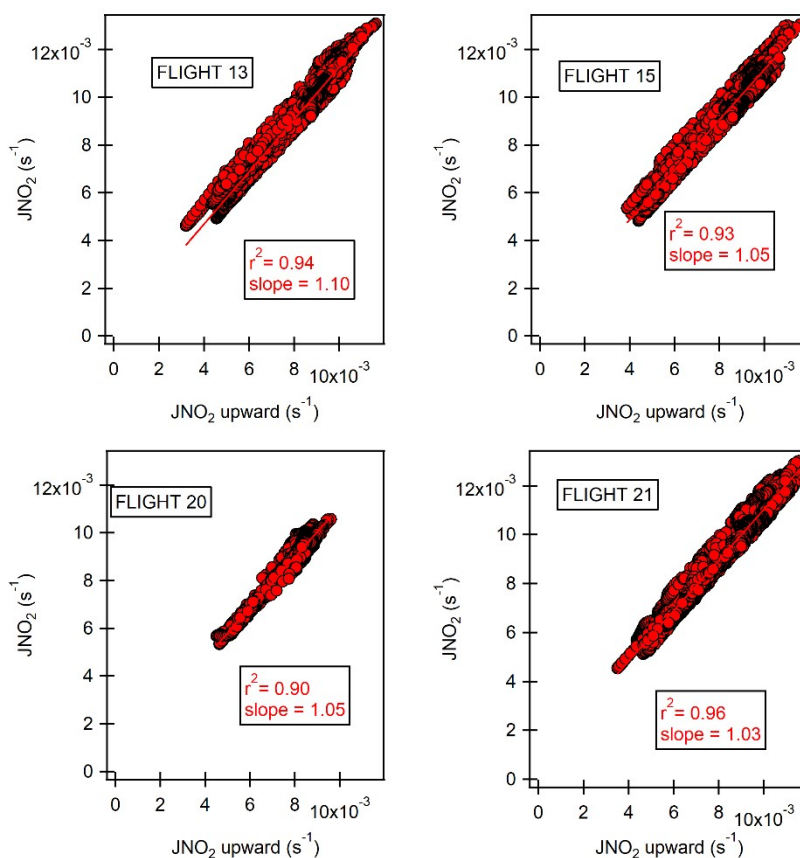 12x10⁻³
10
8
6
4
2
0
JNO₂ (s⁻¹)
FLIGHT 13
r²= 0.94
slope = 1.10
0 2 4 6 8 10x10⁻³
JNO₂ upward (s⁻¹)
12x10⁻³
10
8
6
4
2
0
JNO₂ (s⁻¹)
FLIGHT 15
r²= 0.93
slope = 1.05
0 2 4 6 8 10x10⁻³
JNO₂ upward (s⁻¹)
12x10⁻³
10
8
6
4
2
0
JNO₂ (s⁻¹)
FLIGHT 20
r²= 0.90
slope = 1.05
0 2 4 6 8 10x10⁻³
JNO₂ upward (s⁻¹)
12x10⁻³
10
8
6
4
2
0
JNO₂ (s⁻¹)
FLIGHT 21
r²= 0.96
slope = 1.03
0 2 4 6 8 10x10⁻³
JNO₂ upward (s⁻¹)